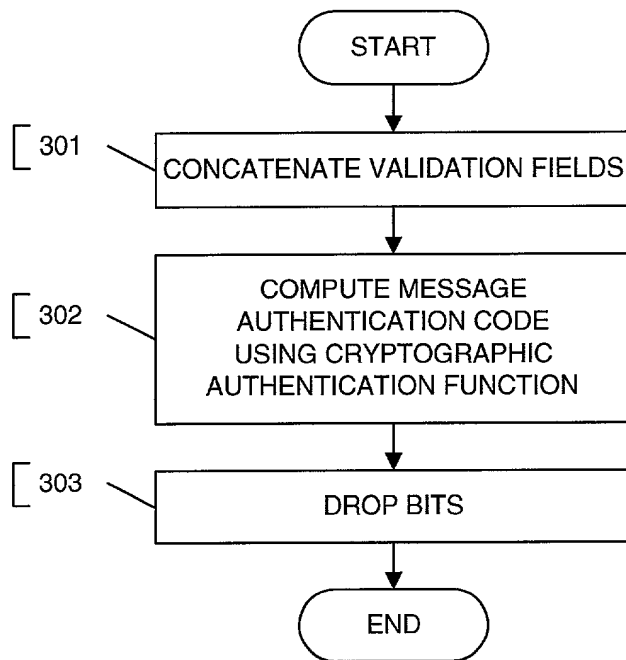 START
301
CONCATENATE VALIDATION FIELDS
302
COMPUTE MESSAGE
AUTHENTICATION CODE
USING CRYPTOGRAPHIC
AUTHENTICATION FUNCTION
303
DROP BITS
END